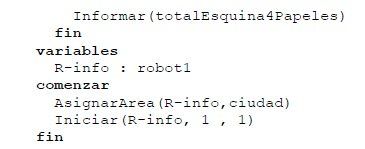 Informar(totalEsquina4Papeles)
fin
variables
R-info : robot1
comenzar
AsignarArea(R-info,ciudad)
Iniciar(R-info, 1 , 1)
fin